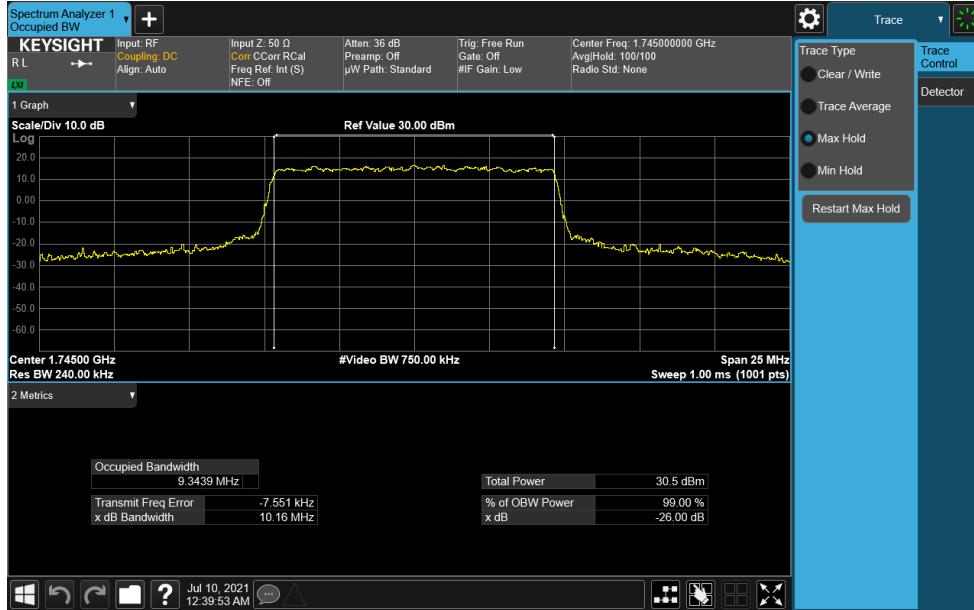 Spectrum Analyzer 1
Occupied BW
+
Trace
KEYSIGHT
R L
LXI
Input: RF
Coupling: DC
Align: Auto
Input Z: 50 Ω
Corr CCorr RCal
Freq Ref: Int (S)
NFE: Off
Atten: 36 dB
Preamp: Off
µW Path: Standard
Trig: Free Run
Gate: Off
#IF Gain: Low
Center Freq: 1.745000000 GHz
Avg|Hold: 100/100
Radio Std: None
Trace Type
Clear / Write
Trace Average
Max Hold
Min Hold
Restart Max Hold
Trace
Control
Detector
1 Graph
Scale/Div 10.0 dB
Ref Value 30.00 dBm
Log
20.0
10.0
0.00
-10.0
-20.0
-30.0
-40.0
-50.0
-60.0
Center 1.74500 GHz
#Video BW 750.00 kHz
Span 25 MHz
Res BW 240.00 kHz
Sweep 1.00 ms (1001 pts)
2 Metrics
Occupied Bandwidth
9.3439 MHz
Total Power 30.5 dBm
Transmit Freq Error -7.551 kHz
% of OBW Power 99.00 %
x dB Bandwidth 10.16 MHz
x dB -26.00 dB
?
Jul 10, 2021
12:39:53 AM